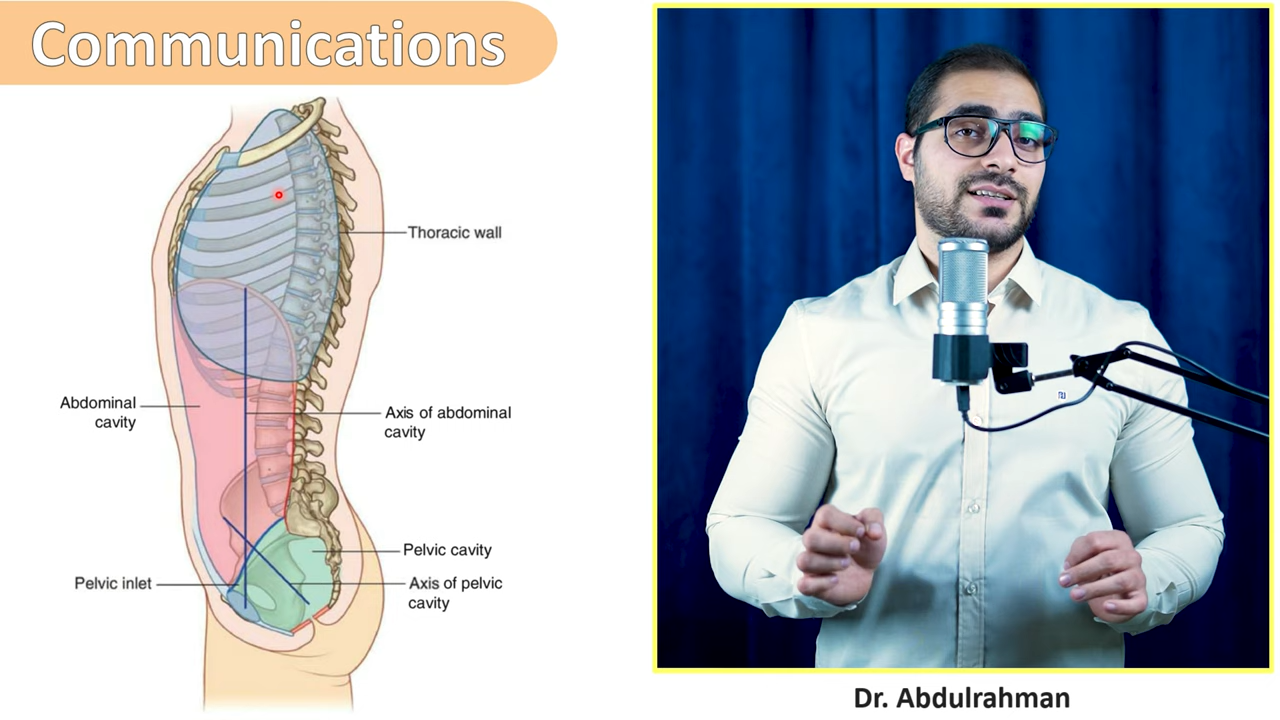 Communications
Thoracic wall
Abdominal
cavity
Axis of abdominal
cavity
Pelvic cavity
Pelvic inlet
Axis of pelvic
cavity
Dr. Abdulrahman